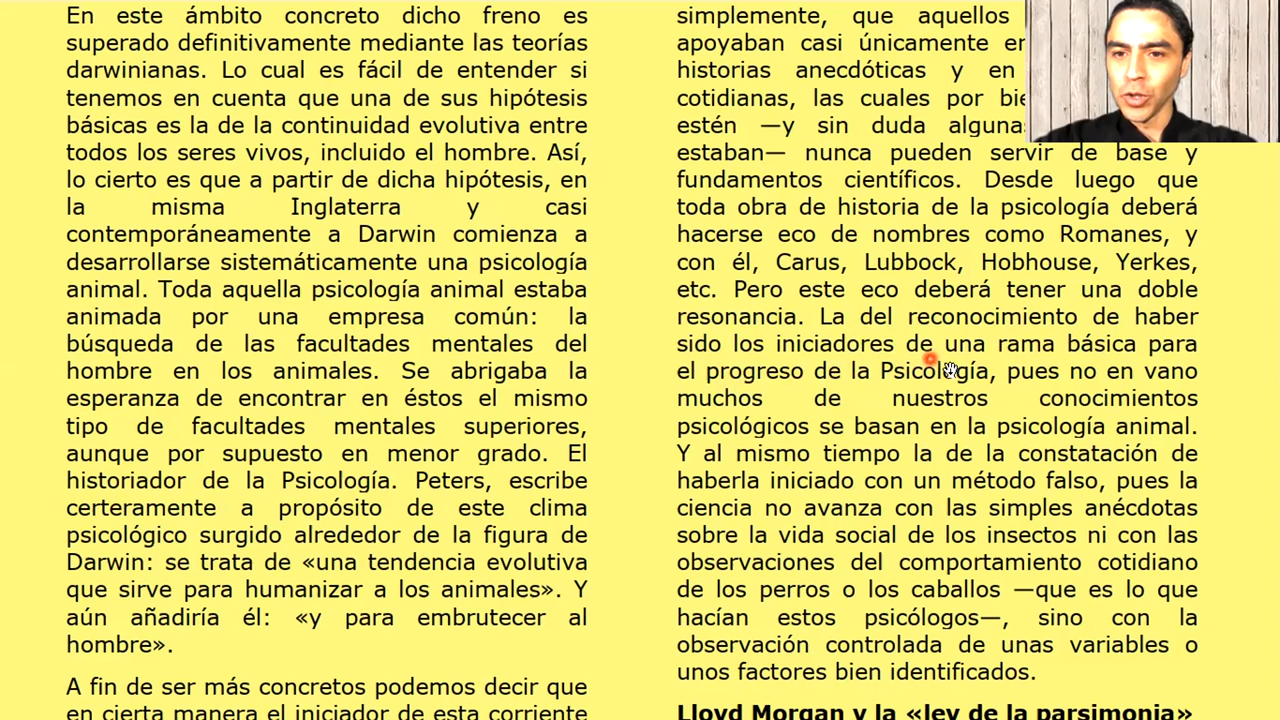 En este ámbito concreto dicho freno es
superado definitivamente mediante las teorías
darwinianas. Lo cual es fácil de entender si
tenemos en cuenta que una de sus hipótesis
básicas es la de la continuidad evolutiva entre
todos los seres vivos, incluido el hombre. Así,
lo cierto es que a partir de dicha hipótesis, en
la misma Inglaterra y casi
contemporáneamente a Darwin comienza a
desarrollarse sistemáticamente una psicología
animal. Toda aquella psicología animal estaba
animada por una empresa común: la
búsqueda de las facultades mentales del
hombre en los animales. Se abrigaba la
esperanza de encontrar en éstos el mismo
tipo de facultades mentales superiores,
aunque por supuesto en menor grado. El
historiador de la Psicología. Peters, escribe
certeramente a propósito de este clima
psicológico surgido alrededor de la figura de
Darwin: se trata de «una tendencia evolutiva
que sirve para humanizar a los animales». Y
aún añadiría él: «y para embrutecer al
hombre».
A fin de ser más concretos podemos decir que
en cierta manera el iniciador de esta corriente
simplemente, que aquellos
apoyaban casi únicamente en
historias anecdóticas y en
cotidianas, las cuales por
estén —y sin duda
estaban— nunca pueden servir de base y
fundamentos científicos. Desde luego que
toda obra de historia de la psicología deberá
hacerse eco de nombres como Romanes, y
con él, Carus, Lubbock, Hobhouse, Yerkes,
etc. Pero este eco deberá tener una doble
resonancia. La del reconocimiento de haber
sido los iniciadores de una rama básica para
el progreso de la Psicología, pues no en vano
muchos de nuestros conocimientos
psicológicos se basan en la psicología animal.
Y al mismo tiempo la de la constatación de
haberla iniciado con un método falso, pues la
ciencia no avanza con las simples anécdotas
sobre la vida social de los insectos ni con las
observaciones del comportamiento cotidiano
de los perros o los caballos —que es lo que
hacían estos psicólogos—, sino con la
observación controlada de unas variables o
unos factores bien identificados.
Lloyd Morgan y la «ley de la parsimonia»